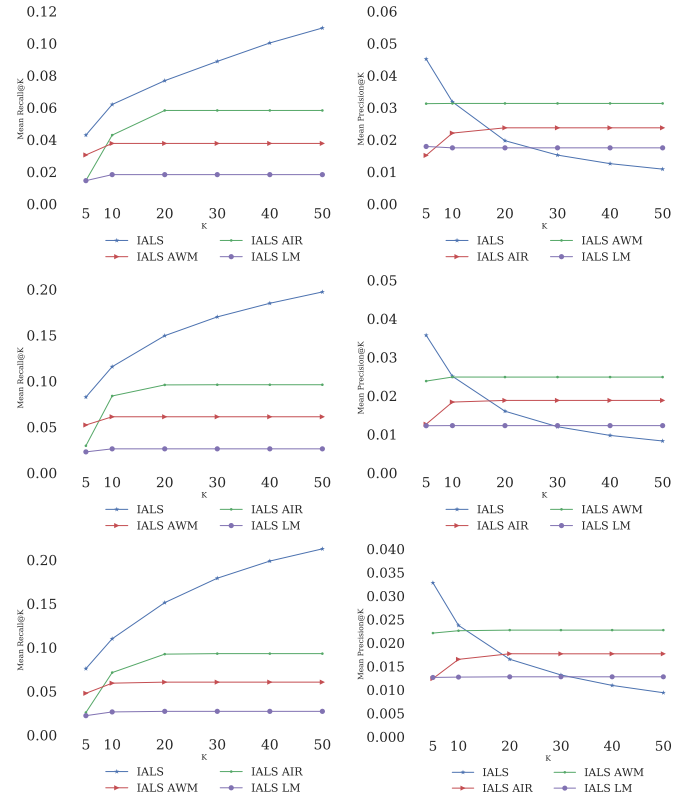 0.12
0.10
0.08
0.06
0.04
0.02
0.00
Mean Recall@K
5 10 20 30 40 50
K
IALS IALS AIR
IALS AWM IALS LM
0.06
0.05
0.04
0.03
0.02
0.01
0.00
Mean Precision@K
5 10 20 30 40 50
K
IALS IALS AWM
IALS AIR IALS LM
0.20
0.15
0.10
0.05
0.00
Mean Recall@K
5 10 20 30 40 50
K
IALS IALS AIR
IALS AWM IALS LM
0.05
0.04
0.03
0.02
0.01
0.00
Mean Precision@K
5 10 20 30 40 50
K
IALS IALS AWM
IALS AIR IALS LM
0.20
0.15
0.10
0.05
0.00
Mean Recall@K
5 10 20 30 40 50
K
IALS IALS AIR
IALS AWM IALS LM
0.040
0.035
0.030
0.025
0.020
0.015
0.010
0.005
0.000
Mean Precision@K
5 10 20 30 40 50
K
IALS IALS AWM
IALS AIR IALS LM